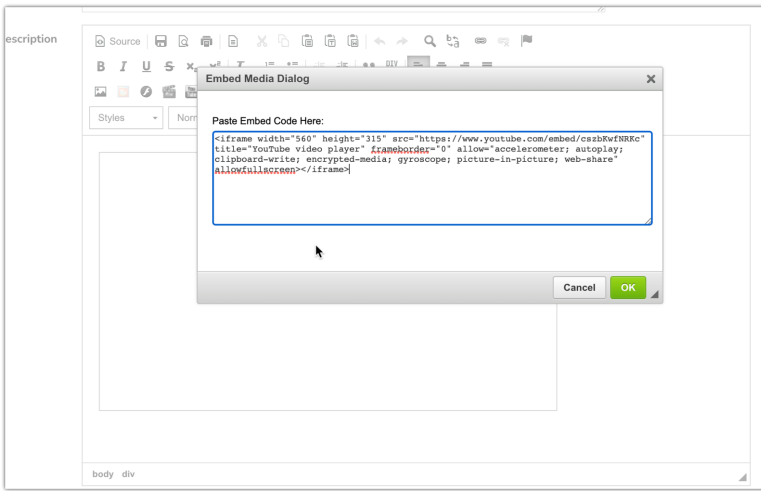 escription
Source
B I U S
Embed Media Dialog
Styles
Norm
Paste Embed Code Here:
<iframe width="560" height="315" src="https://www.youtube.com/embed/cszbKwfNRKc"
title="YouTube video player" frameborder="0" allow="accelerometer; autoplay;
clipboard-write; encrypted-media; gyroscope; picture-in-picture; web-share"
allowfullscreen></iframe>
Cancel OK
body div